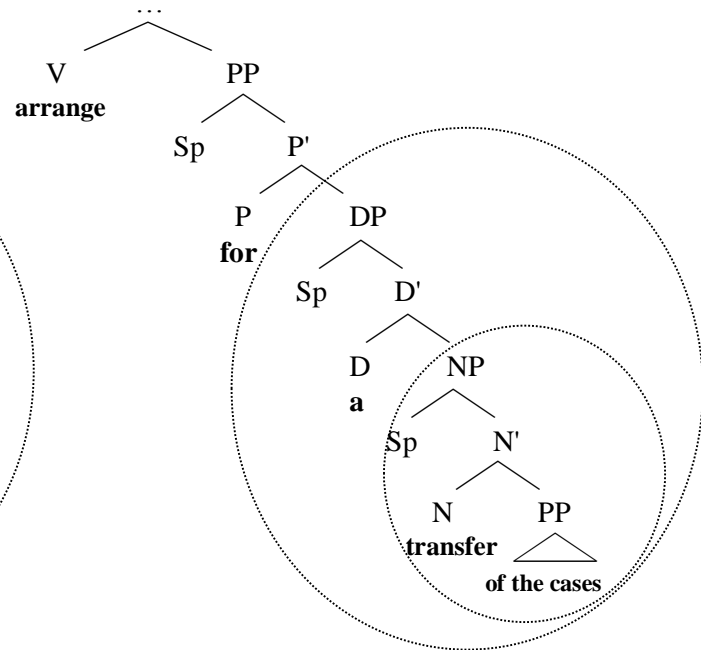 …
V PP
arrange
Sp P'
P DP
for
Sp D'
D NP
a
Sp N'
N PP
transfer
of the cases